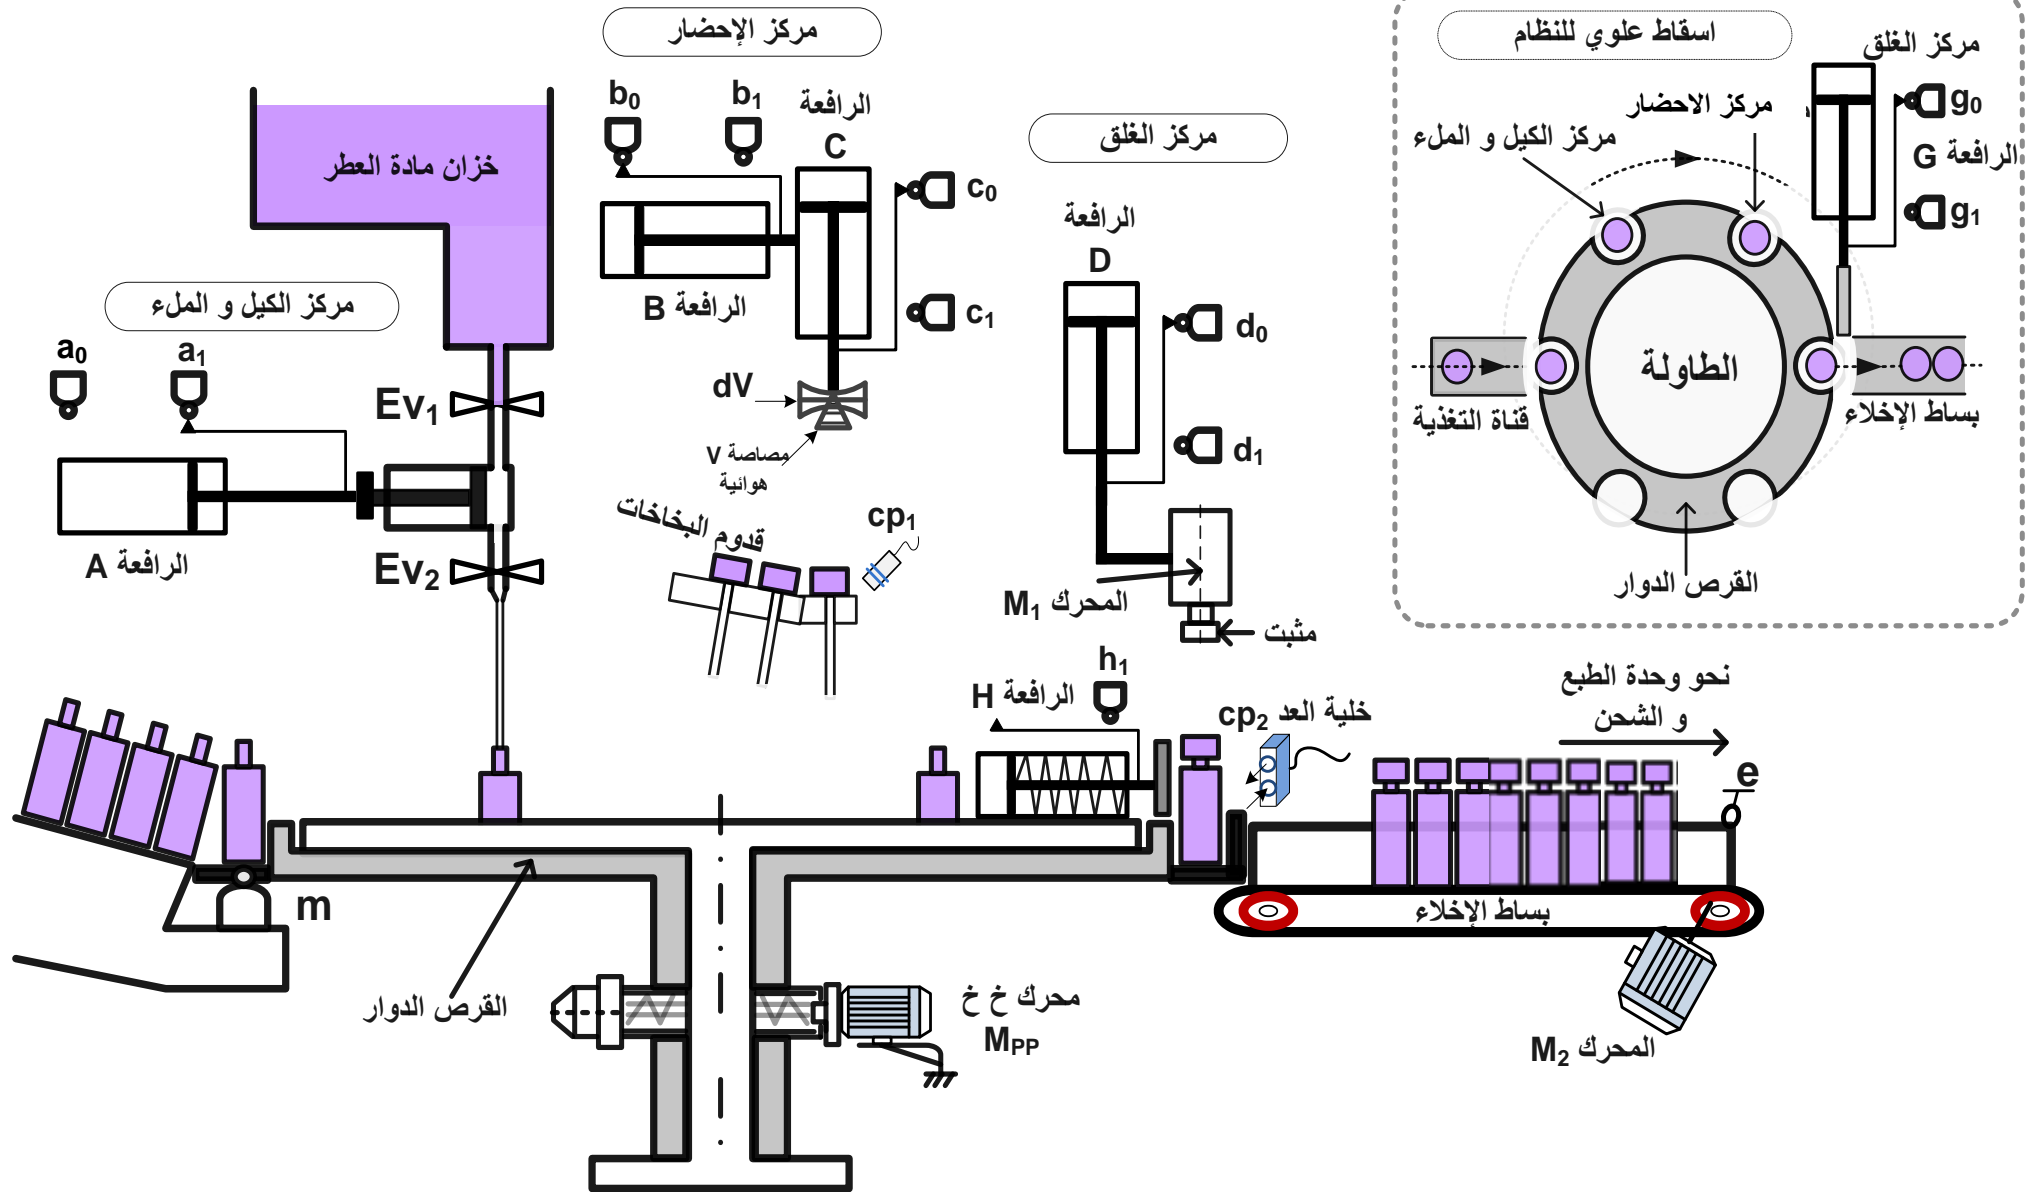 مركز الإحضار
اسقاط علوي للنظام
مركز الغلق
b₀
b₁
الرافعة
C
g₀
مركز الاحضار
مركز الكيل و الملء
الرافعة G
g₁
خزان مادة العطر
مركز الغلق
c₀
الرافعة
D
الرافعة B
c₁
مركز الكيل و الملء
d₀
a₀
a₁
Ev₁
dV
مصاصة V
هوائية
d₁
الطاولة
قناة التغذية
بساط الإخلاء
الرافعة A
Ev₂
قدوم البخاخات
cp₁
المحرك M₁
مثبت
القرص الدوار
h₁
الرافعة H
خلية العد cp₂
نحو وحدة الطبع
و الشحن
e
m
بساط الإخلاء
القرص الدوار
محرك خ خ
M_PP
المحرك M₂